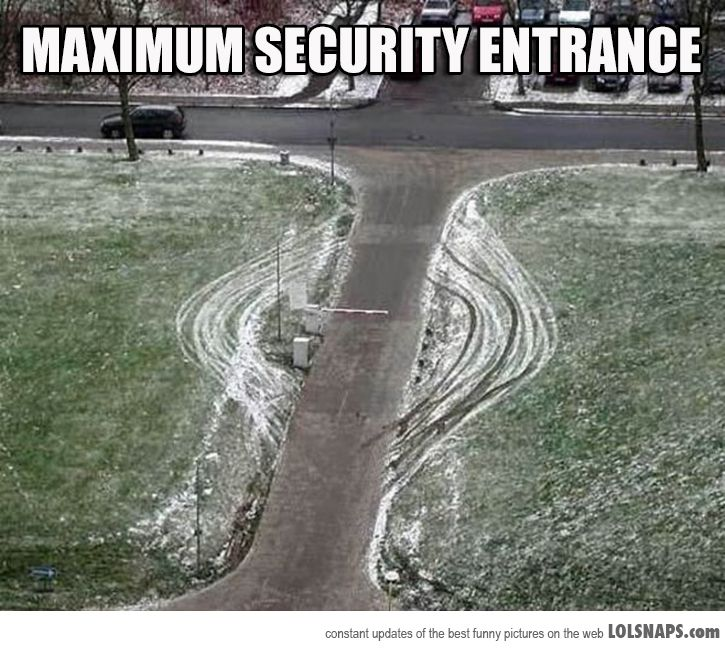 MAXIMUM SECURITY ENTRANCE
constant updates of the best funny pictures on the web LOLSNAPS.com